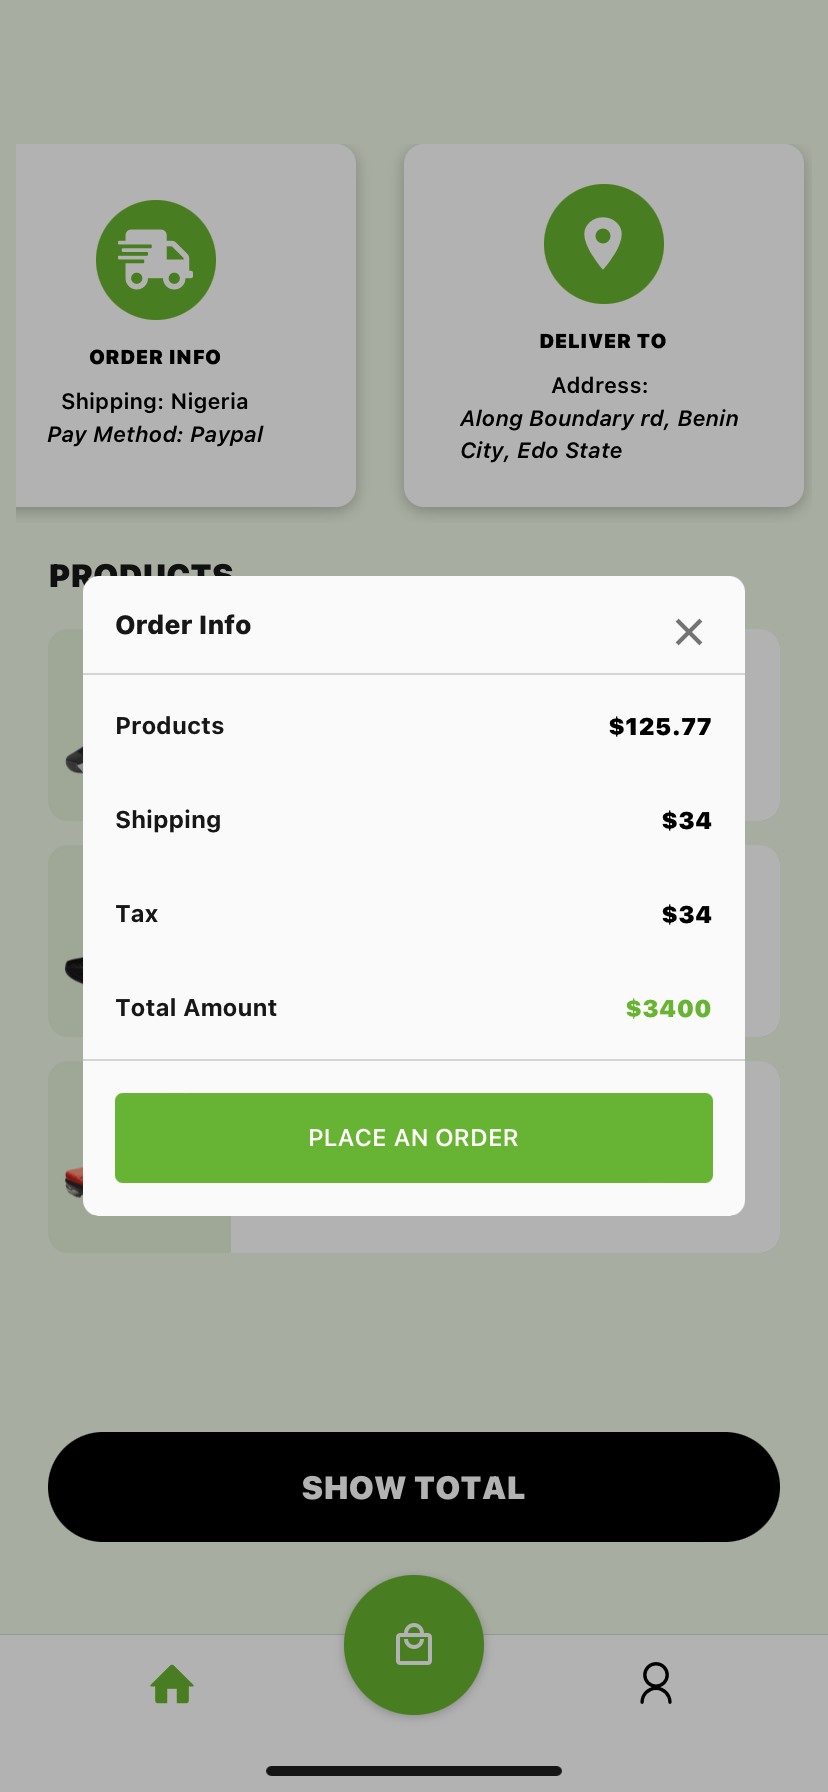 ORDER INFO
Shipping: Nigeria
Pay Method: Paypal
DELIVER TO
Address:
Along Boundary rd, Benin
City, Edo State
PRODUCTS
Order Info
Products $125.77
Shipping $34
Tax $34
Total Amount $3400
PLACE AN ORDER
SHOW TOTAL